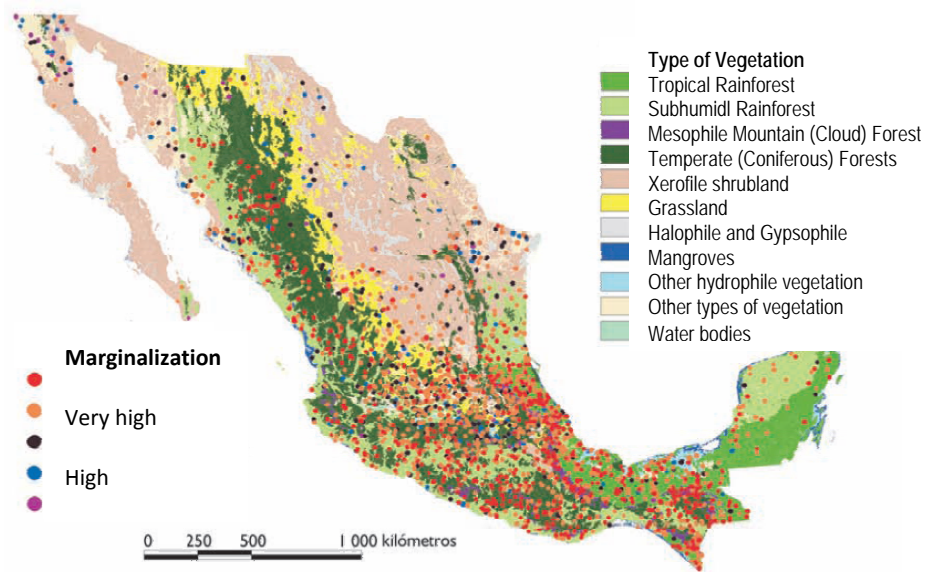 Type of Vegetation
Tropical Rainforest
Subhumidl Rainforest
Mesophile Mountain (Cloud) Forest
Temperate (Coniferous) Forests
Xerofile shrubland
Grassland
Halophile and Gypsophile
Mangroves
Other hydrophile vegetation
Other types of vegetation
Water bodies
Marginalization
Very high
High
0 250 500 1 000 kilómetros